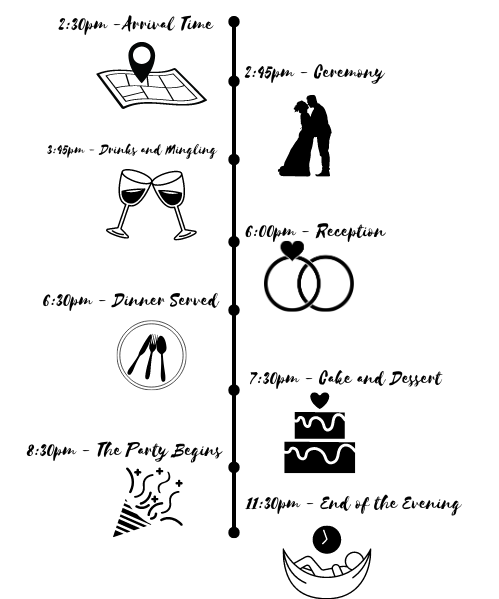 2:30pm -Arrival Time
2:45pm - Ceremony
3:45pm - Drinks and Mingling
6:00pm - Reception
6:30pm - Dinner Served
7:30pm - Cake and Dessert
8:30pm - The Party Begins
11:30pm - End of the Evening